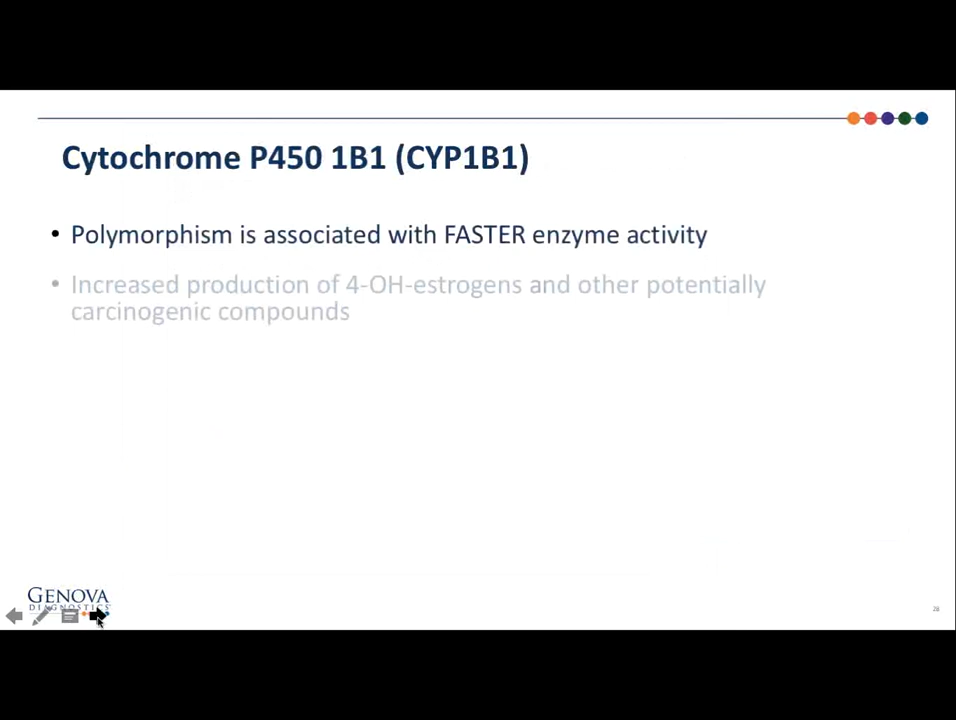 Cytochrome P450 1B1 (CYP1B1)
• Polymorphism is associated with FASTER enzyme activity
• Increased production of 4-OH-estrogens and other potentially
carcinogenic compounds
GENOVA
DIAGNOSTICS
28